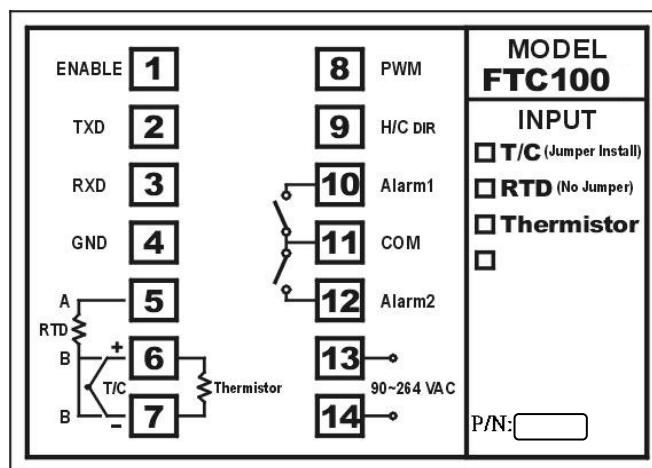 ENABLE 1
TXD 2
RXD 3
GND 4
A 5
RTD
B + 6
T/C Thermistor
B - 7
8 PWM
9 H/C DIR
10 Alarm1
11 COM
12 Alarm2
13
90~264 VAC
14
MODEL
FTC100
INPUT
T/C (Jumper Install)
RTD (No Jumper)
Thermistor
P/N: